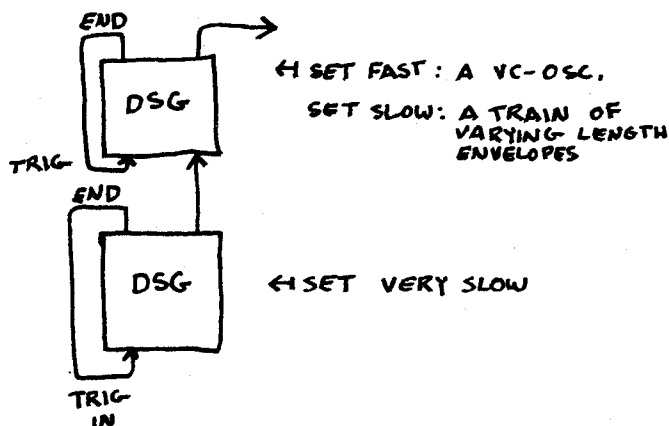 END
DSG
← SET FAST: A VC-OSC.
SET SLOW: A TRAIN OF
VARYING LENGTH
ENVELOPES
TRIG
END
DSG
← SET VERY SLOW
TRIG
IN